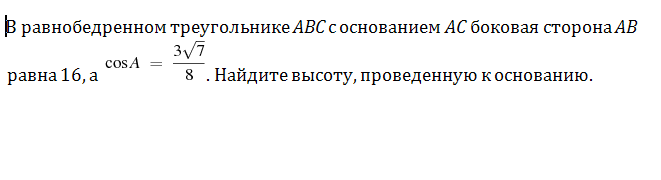 В равнобедренном треугольнике ABC с основанием AC боковая сторона AB
равна 16, а cos A = 3√7/8 . Найдите высоту, проведенную к основанию.